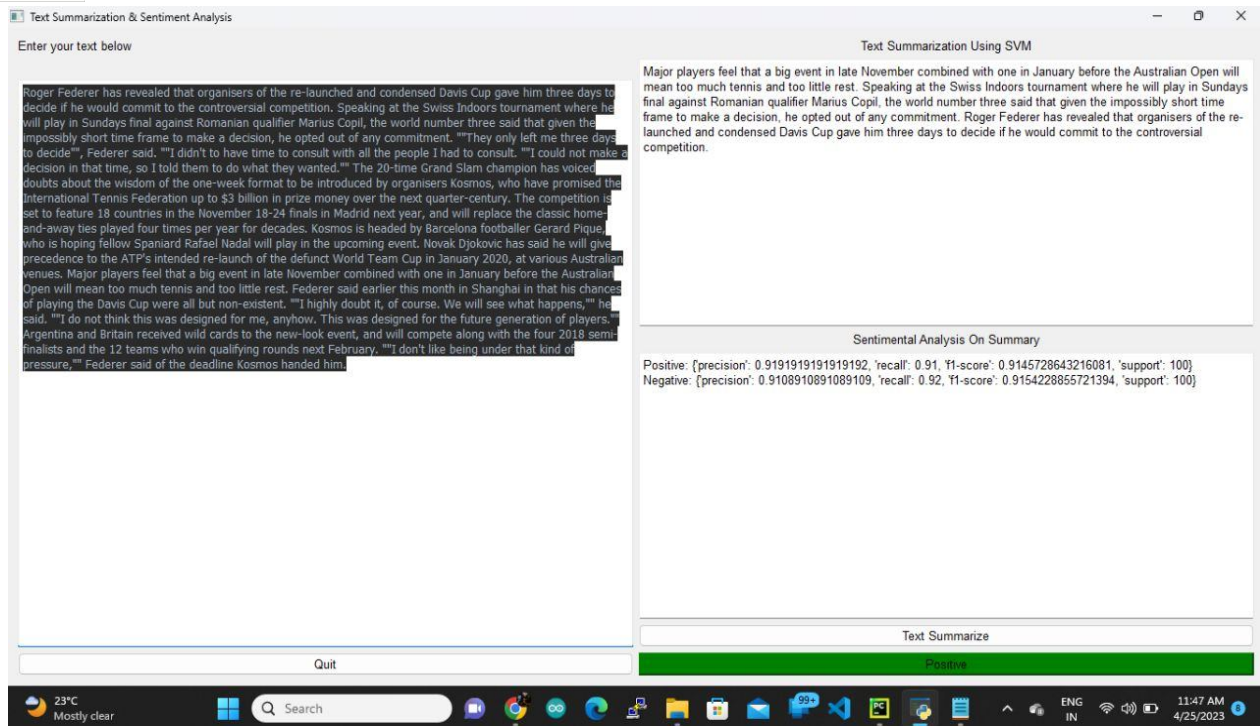 Text Summarization & Sentiment Analysis
Enter your text below
Roger Federer has revealed that organisers of the re-launched and condensed Davis Cup gave him three days to
decide if he would commit to the controversial competition. Speaking at the Swiss Indoors tournament where he
will play in Sundays final against Romanian qualifier Marius Copil, the world number three said that given the
impossibly short time frame to make a decision, he opted out of any commitment. ""They only left me three days
to decide"", Federer said. ""I didn't to have time to consult with all the people I had to consult. ""I could not make a
decision in that time, so I told them to do what they wanted."" The 20-time Grand Slam champion has voiced
doubts about the wisdom of the one-week format to be introduced by organisers Kosmos, who have promised the
International Tennis Federation up to $3 billion in prize money over the next quarter-century. The competition is
set to feature 18 countries in the November 18-24 finals in Madrid next year, and will replace the classic home-
and-away ties played four times per year for decades. Kosmos is headed by Barcelona footballer Gerard Pique,
who is hoping fellow Spaniard Rafael Nadal will play in the upcoming event. Novak Djokovic has said he will give
precedence to the ATP's intended re-launch of the defunct World Team Cup in January 2020, at various Australian
venues. Major players feel that a big event in late November combined with one in January before the Australian
Open will mean too much tennis and too little rest. Federer said earlier this month in Shanghai in that his chances
of playing the Davis Cup were all but non-existent. ""I highly doubt it, of course. We will see what happens,"" he
said. ""I do not think this was designed for me, anyhow. This was designed for the future generation of players.""
Argentina and Britain received wild cards to the new-look event, and will compete along with the four 2018 semi-
finalists and the 12 teams who win qualifying rounds next February. ""I don't like being under that kind of
pressure,"" Federer said of the deadline Kosmos handed him.
Quit
Text Summarization Using SVM
Major players feel that a big event in late November combined with one in January before the Australian Open will
mean too much tennis and too little rest. Speaking at the Swiss Indoors tournament where he will play in Sundays
final against Romanian qualifier Marius Copil, the world number three said that given the impossibly short time
frame to make a decision, he opted out of any commitment. Roger Federer has revealed that organisers of the re-
launched and condensed Davis Cup gave him three days to decide if he would commit to the controversial
competition.
Sentimental Analysis On Summary
Positive: {'precision': 0.9191919191919192, 'recall': 0.91, 'f1-score': 0.9145728643216081, 'support': 100}
Negative: {'precision': 0.9108910891089109, 'recall': 0.92, 'f1-score': 0.9154228855721394, 'support': 100}
Text Summarize
Positive
23°C
Mostly clear
Search
99+
PC
ENG
IN
11:47 AM
4/25/2023
8